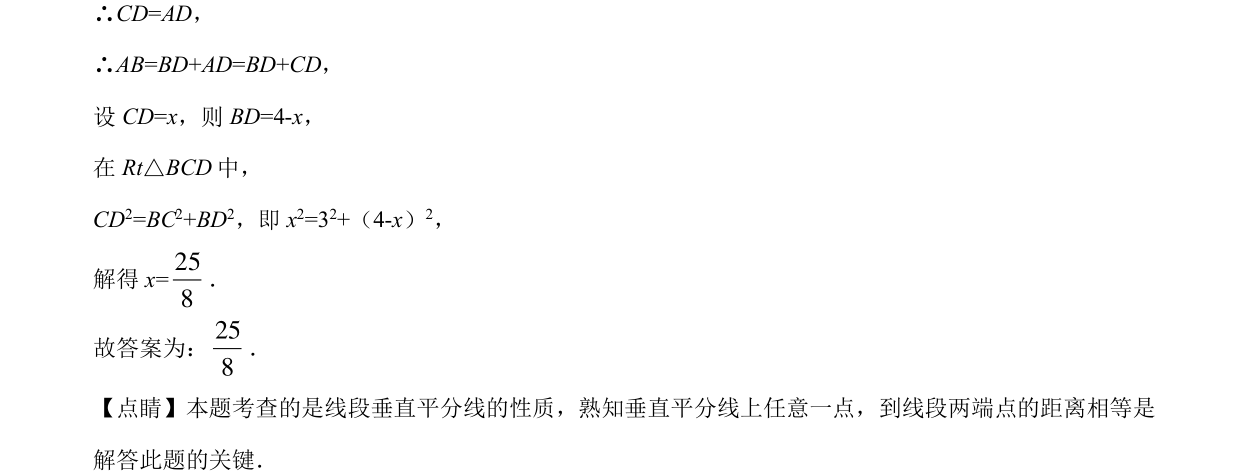 ∴CD=AD，
∴AB=BD+AD=BD+CD，
设 CD=x，则 BD=4-x，
在 Rt△BCD 中，
CD²=BC²+BD²，即 x²=3²+（4-x）²，
解得 x=25/8．
故答案为：25/8．
【点睛】本题考查的是线段垂直平分线的性质，熟知垂直平分线上任意一点，到线段两端点的距离相等是
解答此题的关键．